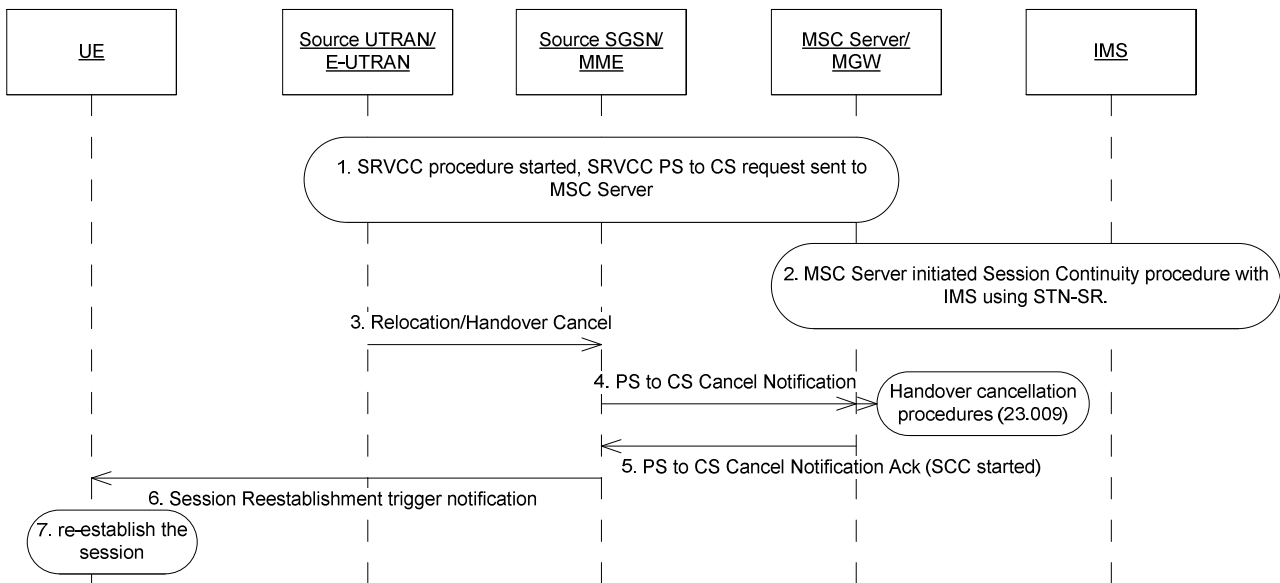 UE
Source UTRAN/
E-UTRAN
Source SGSN/
MME
MSC Server/
MGW
IMS
1. SRVCC procedure started, SRVCC PS to CS request sent to
MSC Server
2. MSC Server initiated Session Continuity procedure with
IMS using STN-SR.
3. Relocation/Handover Cancel
4. PS to CS Cancel Notification
Handover cancellation
procedures (23.009)
5. PS to CS Cancel Notification Ack (SCC started)
6. Session Reestablishment trigger notification
7. re-establish the
session